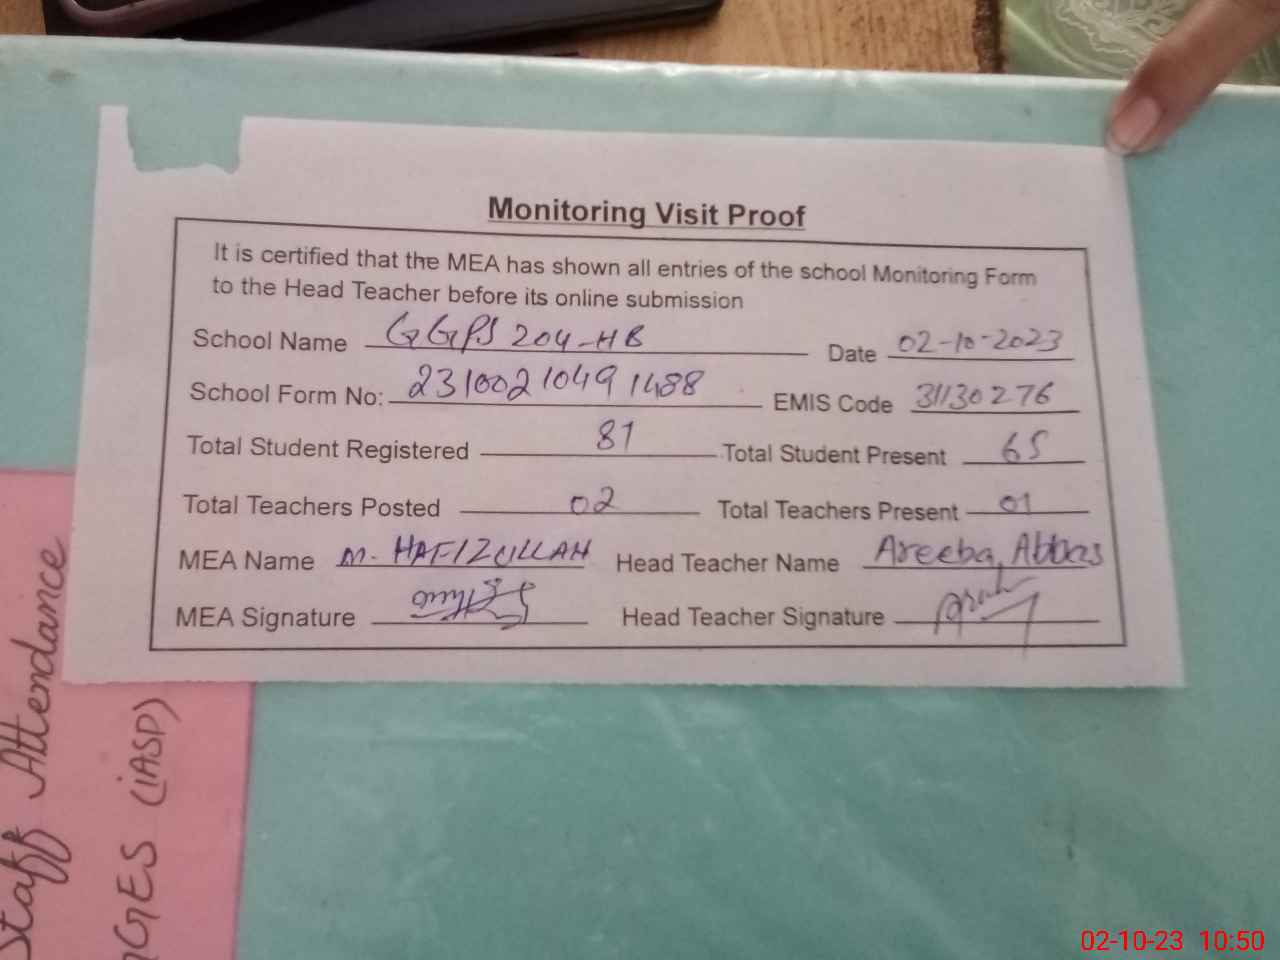 Monitoring Visit Proof
It is certified that the MEA has shown all entries of the school Monitoring Form
to the Head Teacher before its online submission
School Name GGPS 204-HB Date 02-10-2023
School Form No: 23100210491488 EMIS Code 31130276
Total Student Registered 81 Total Student Present 65
Total Teachers Posted 02 Total Teachers Present 01
MEA Name M. HAFIZULLAH Head Teacher Name Areeba Abbas
MEA Signature Head Teacher Signature
Staff Attendance
GES (iASP)
02-10-23 10:50